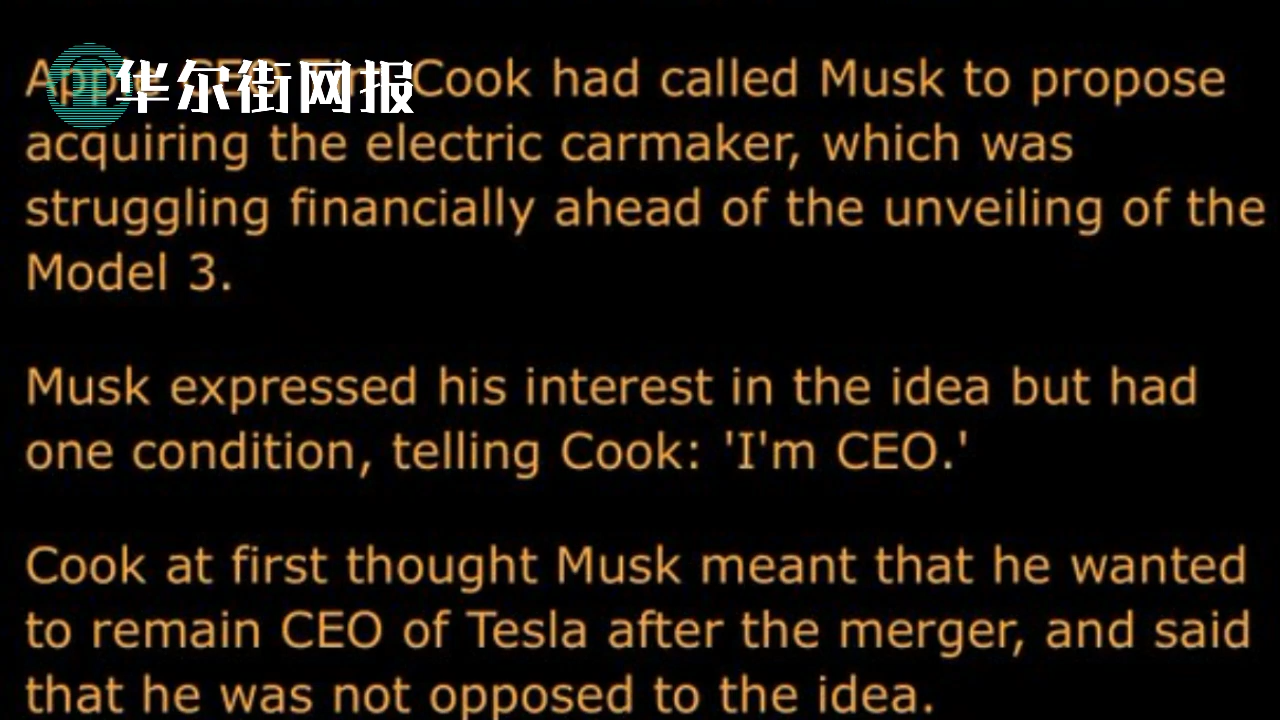 华尔街网报
Cook had called Musk to propose
acquiring the electric carmaker, which was
struggling financially ahead of the unveiling of the
Model 3.
Musk expressed his interest in the idea but had
one condition, telling Cook: 'I'm CEO.'
Cook at first thought Musk meant that he wanted
to remain CEO of Tesla after the merger, and said
that he was not opposed to the idea.